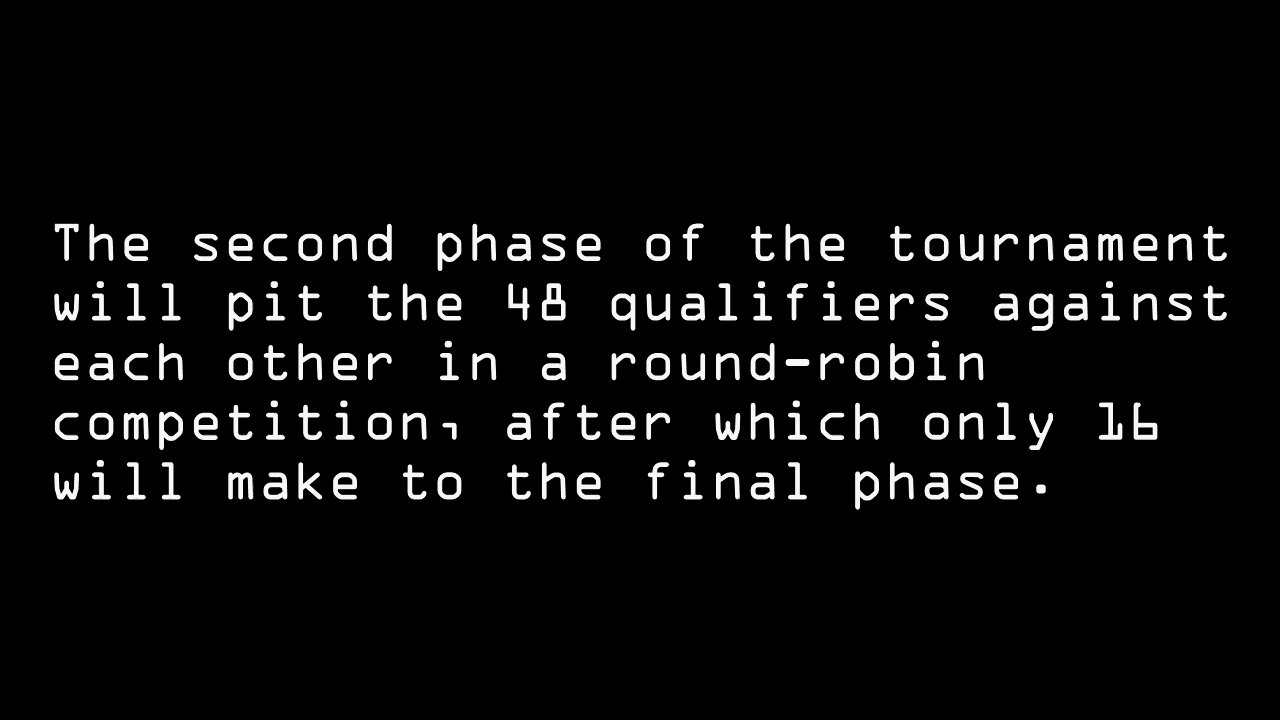 The second phase of the tournament
will pit the 48 qualifiers against
each other in a round-robin
competition, after which only 16
will make to the final phase.